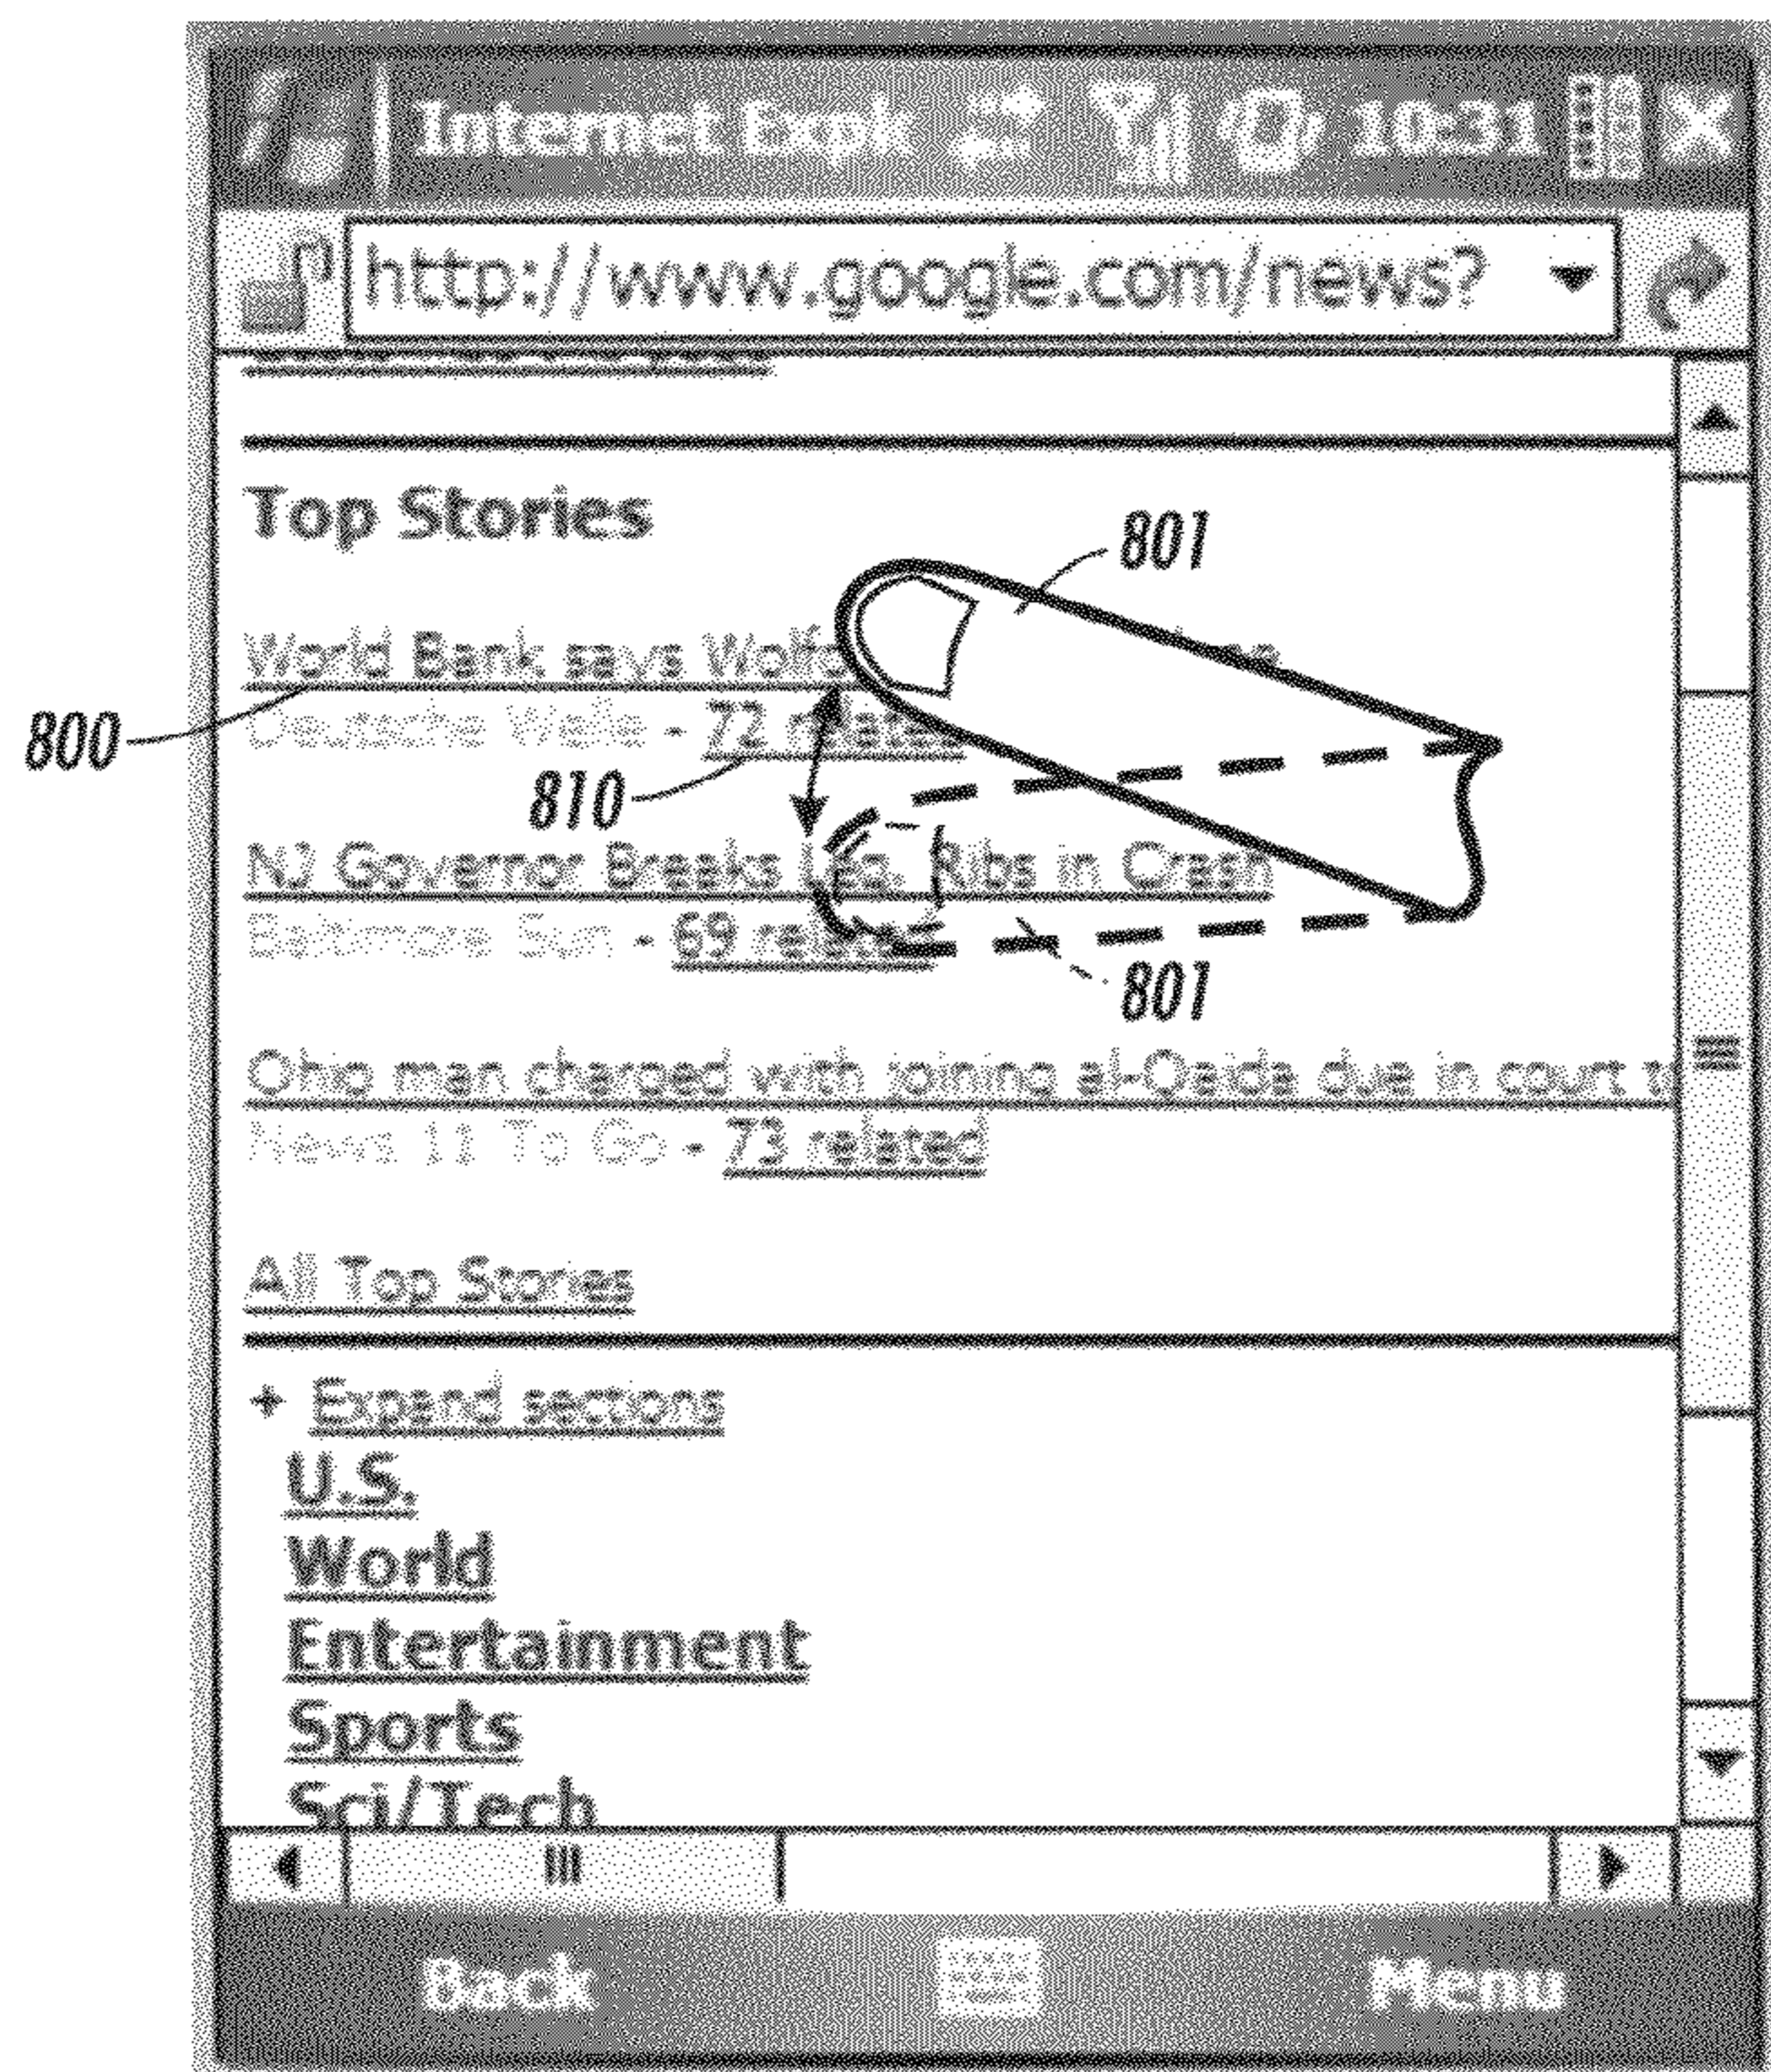 Internet Explo 10:31
http://www.google.com/news?
Top Stories
801
World Bank says Wolfo
800
Deutsche Welle - 72 related
810
NJ Governor Breaks Leg, Ribs in Crash
Baltimore Sun - 69 related
801
Ohio man charged with joining al-Qaida due in court to
News 11 To Go - 73 related
All Top Stories
+ Expand sections
U.S.
World
Entertainment
Sports
Sci/Tech
Back Menu